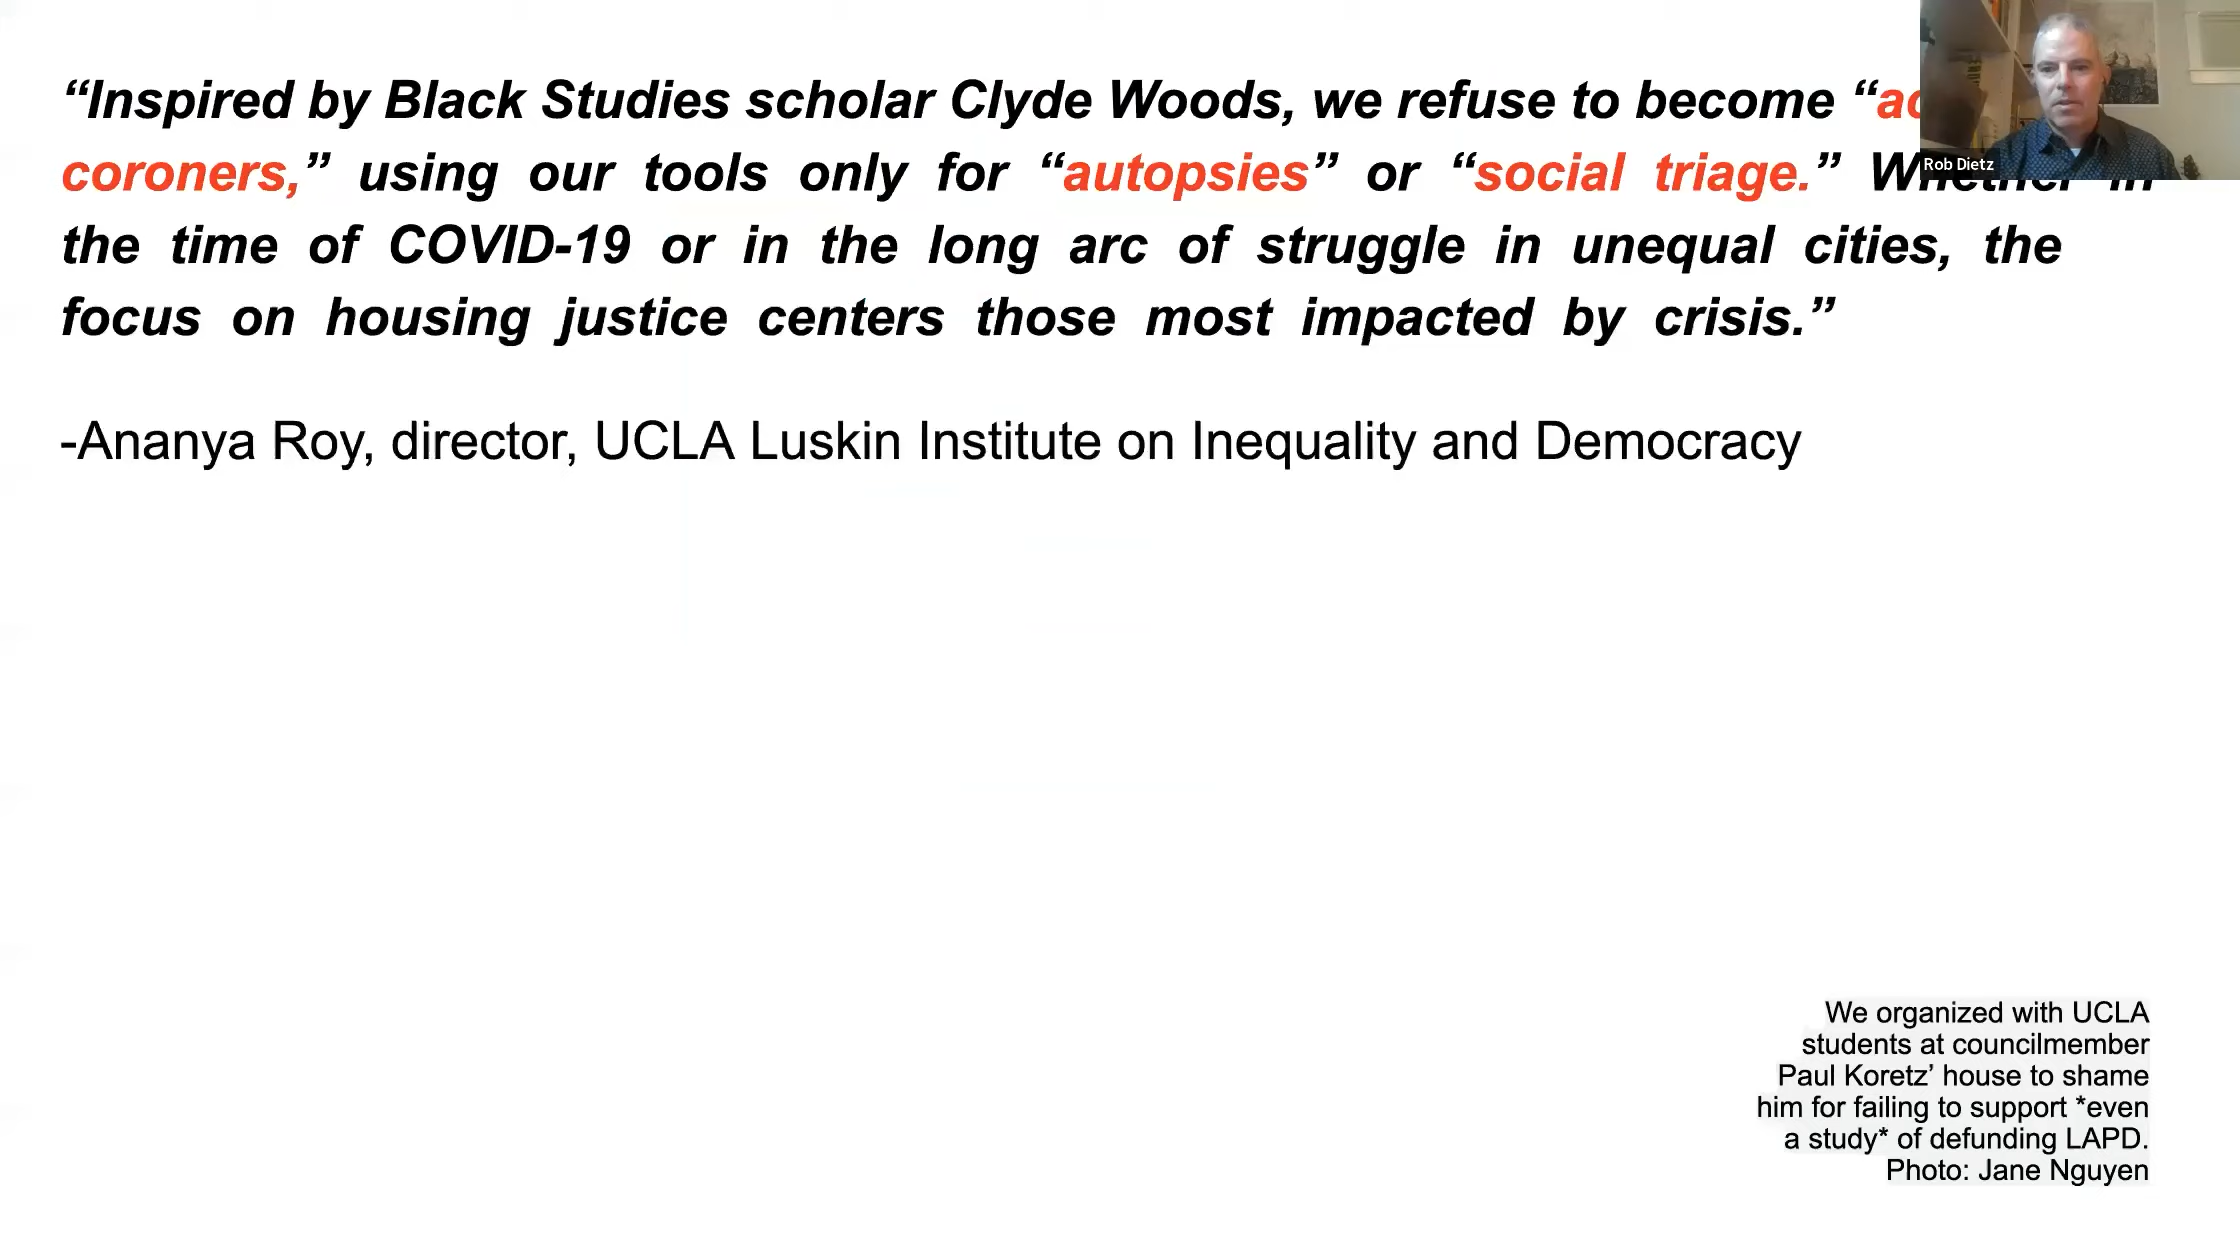 “Inspired by Black Studies scholar Clyde Woods, we refuse to become “
coroners,” using our tools only for “autopsies” or “social triage.” Whether in
the time of COVID-19 or in the long arc of struggle in unequal cities, the
focus on housing justice centers those most impacted by crisis.”
-Ananya Roy, director, UCLA Luskin Institute on Inequality and Democracy
Rob Dietz
We organized with UCLA
students at councilmember
Paul Koretz’ house to shame
him for failing to support *even
a study* of defunding LAPD.
Photo: Jane Nguyen